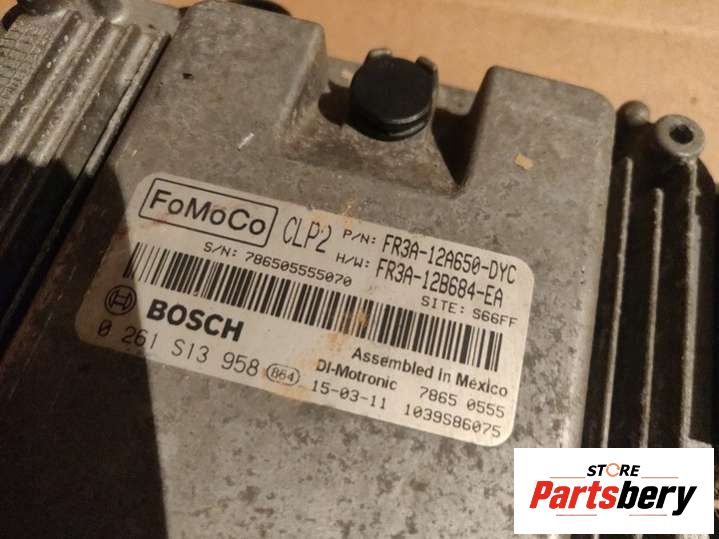 FoMoCo CLP2 P/N: FR3A-12A650-DYC
S/N: 786505555070 H/W: FR3A-12B684-EA
SITE: S66FF
BOSCH
0 261 S13 958 864
Assembled in México
DI-Motronic 7865 0555
15-03-11 1039S86075
STORE
Partsbery